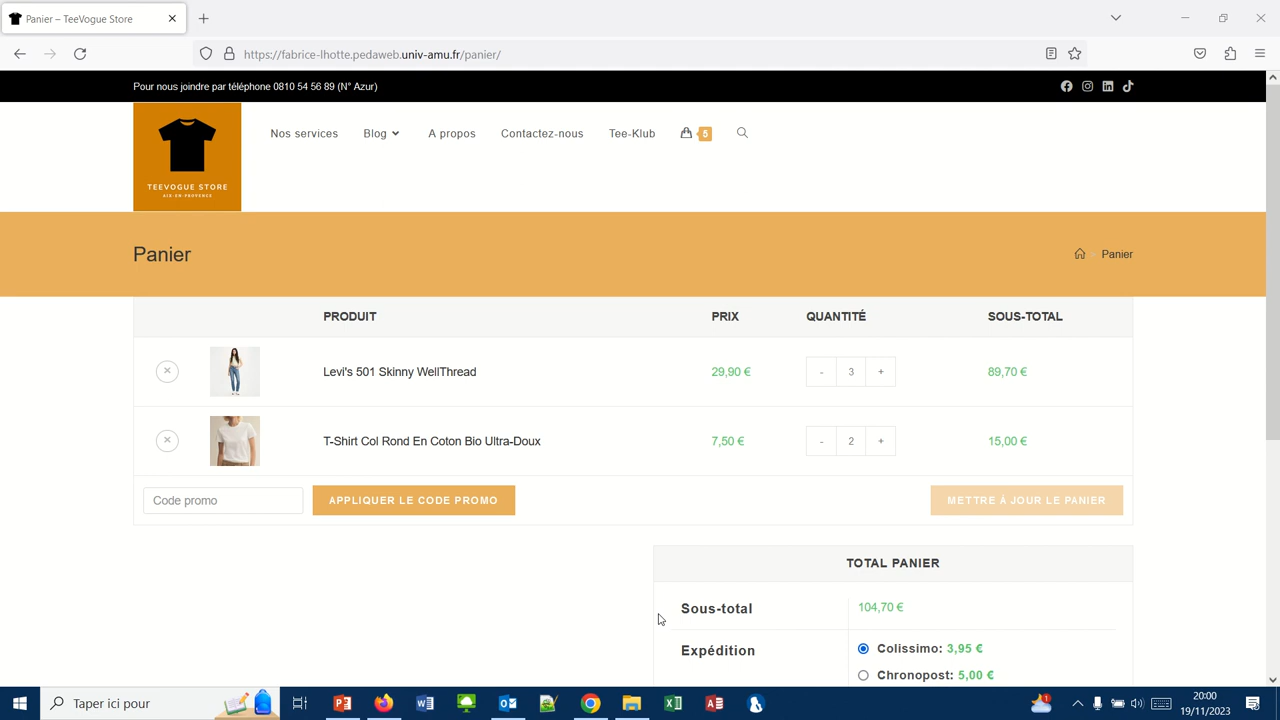 Panier – TeeVogue Store
https://fabrice-lhotte.pedaweb.univ-amu.fr/panier/
Pour nous joindre par téléphone 0810 54 56 89 (N° Azur)
TEEVOGUE STORE
AIX-EN-PROVENCE
Nos services Blog A propos Contactez-nous Tee-Klub 5
Panier
Panier
PRODUIT PRIX QUANTITÉ SOUS-TOTAL
Levi's 501 Skinny WellThread 29,90 € - 3 + 89,70 €
T-Shirt Col Rond En Coton Bio Ultra-Doux 7,50 € - 2 + 15,00 €
Code promo APPLIQUER LE CODE PROMO METTRE À JOUR LE PANIER
TOTAL PANIER
Sous-total 104,70 €
Expédition Colissimo: 3,95 €
Chronopost: 5,00 €
Taper ici pour
20:00
19/11/2023